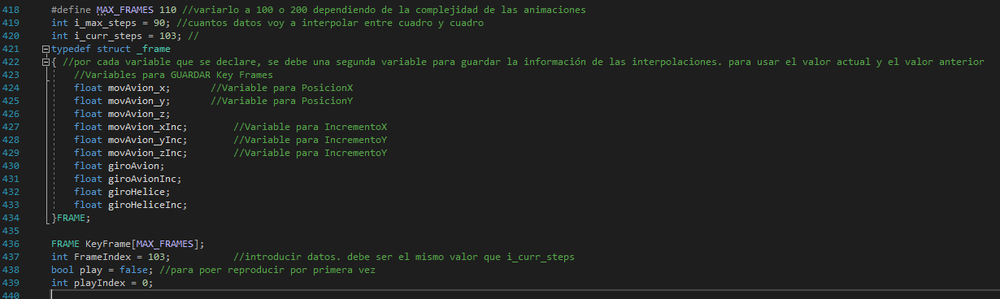 418 #define MAX_FRAMES 110 //variarlo a 100 o 200 dependiendo de la complejidad de las animaciones
419 int i_max_steps = 90; //cuantos datos voy a interpolar entre cuadro y cuadro
420 int i_curr_steps = 103; //
421 typedef struct _frame
422 { //por cada variable que se declare, se debe una segunda variable para guardar la información de las interpolaciones. para usar el valor actual y el valor anterior
423 //Variables para GUARDAR Key Frames
424 float movAvion_x; //Variable para PosicionX
425 float movAvion_y; //Variable para PosicionY
426 float movAvion_z;
427 float movAvion_xInc; //Variable para IncrementoX
428 float movAvion_yInc; //Variable para IncrementoY
429 float movAvion_zInc; //Variable para IncrementoY
430 float giroAvion;
431 float giroAvionInc;
432 float giroHelice;
433 float giroHeliceInc;
434 }FRAME;
435
436 FRAME KeyFrame[MAX_FRAMES];
437 int FrameIndex = 103; //introducir datos. debe ser el mismo valor que i_curr_steps
438 bool play = false; //para poer reproducir por primera vez
439 int playIndex = 0;
440